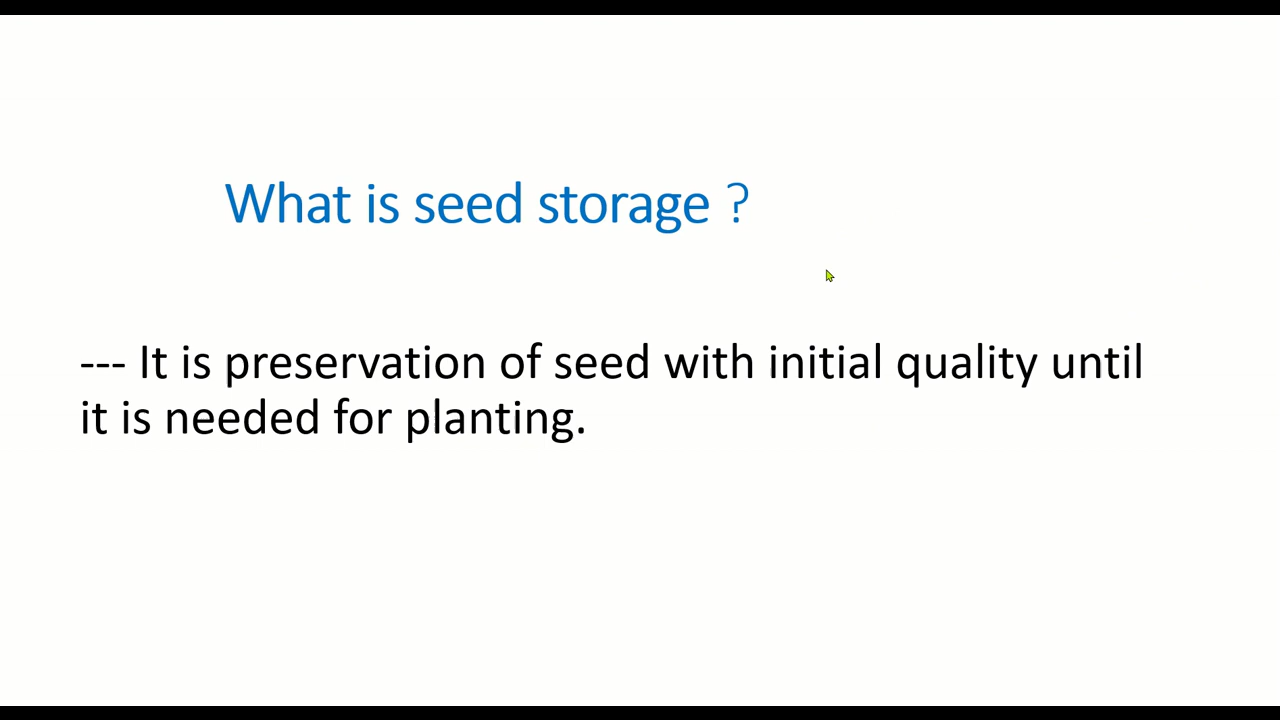 What is seed storage ?
--- It is preservation of seed with initial quality until
it is needed for planting.